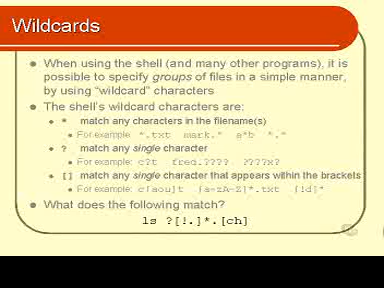 Wildcards
When using the shell (and many other programs), it is
possible to specify groups of files in a simple manner,
by using "wildcard" characters
The shell's wildcard characters are:
* match any characters in the filename(s)
For example: *.txt mark.* a*b *.*
? match any single character
For example: c?t fred.???? ????x?
[] match any single character that appears within the brackets
For example: c[aou]t [a-zA-Z]*.txt [!d]*
What does the following match?
ls ?[!.]*.[ch]